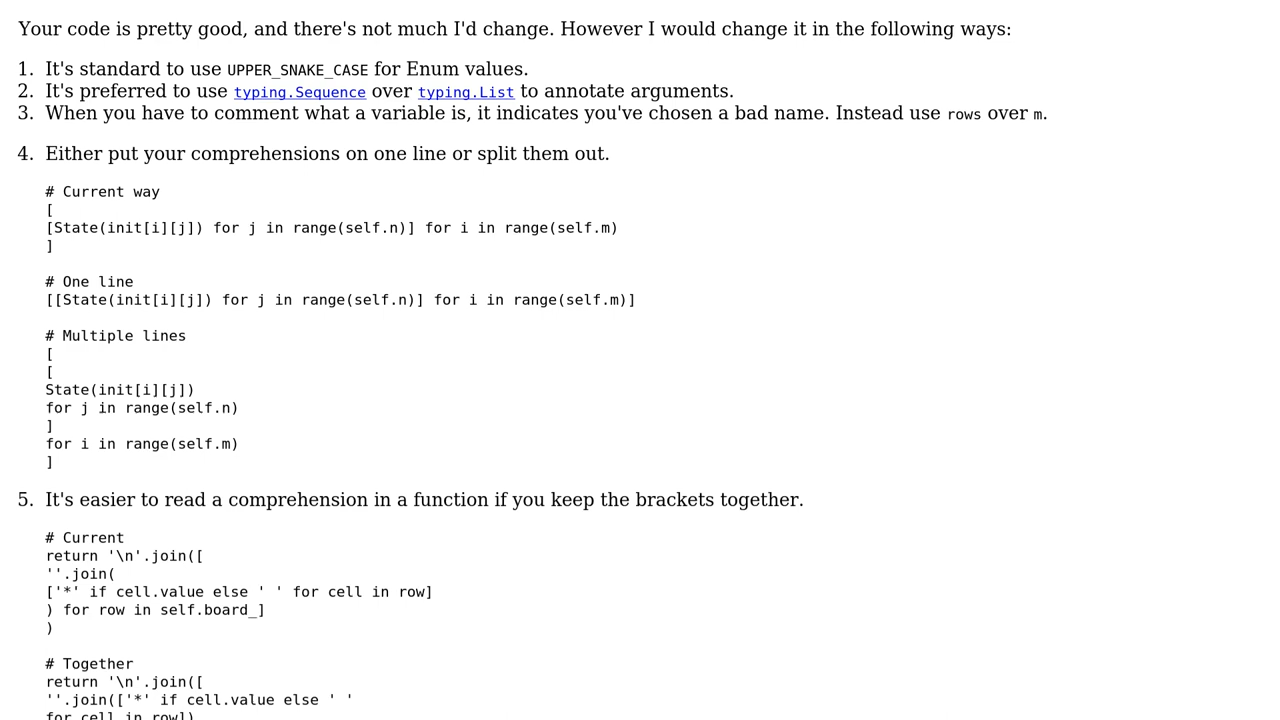 Your code is pretty good, and there's not much I'd change. However I would change it in the following ways:
1. It's standard to use UPPER_SNAKE_CASE for Enum values.
2. It's preferred to use typing.Sequence over typing.List to annotate arguments.
3. When you have to comment what a variable is, it indicates you've chosen a bad name. Instead use rows over m.
4. Either put your comprehensions on one line or split them out.
# Current way
[
[State(init[i][j]) for j in range(self.n)] for i in range(self.m)
]
# One line
[[State(init[i][j]) for j in range(self.n)] for i in range(self.m)]
# Multiple lines
[
[
State(init[i][j])
for j in range(self.n)
]
for i in range(self.m)
]
5. It's easier to read a comprehension in a function if you keep the brackets together.
# Current
return '\n'.join([
''.join(
['*' if cell.value else ' ' for cell in row]
) for row in self.board_]
)
# Together
return '\n'.join([
''.join(['*' if cell.value else ' '
for cell in row])